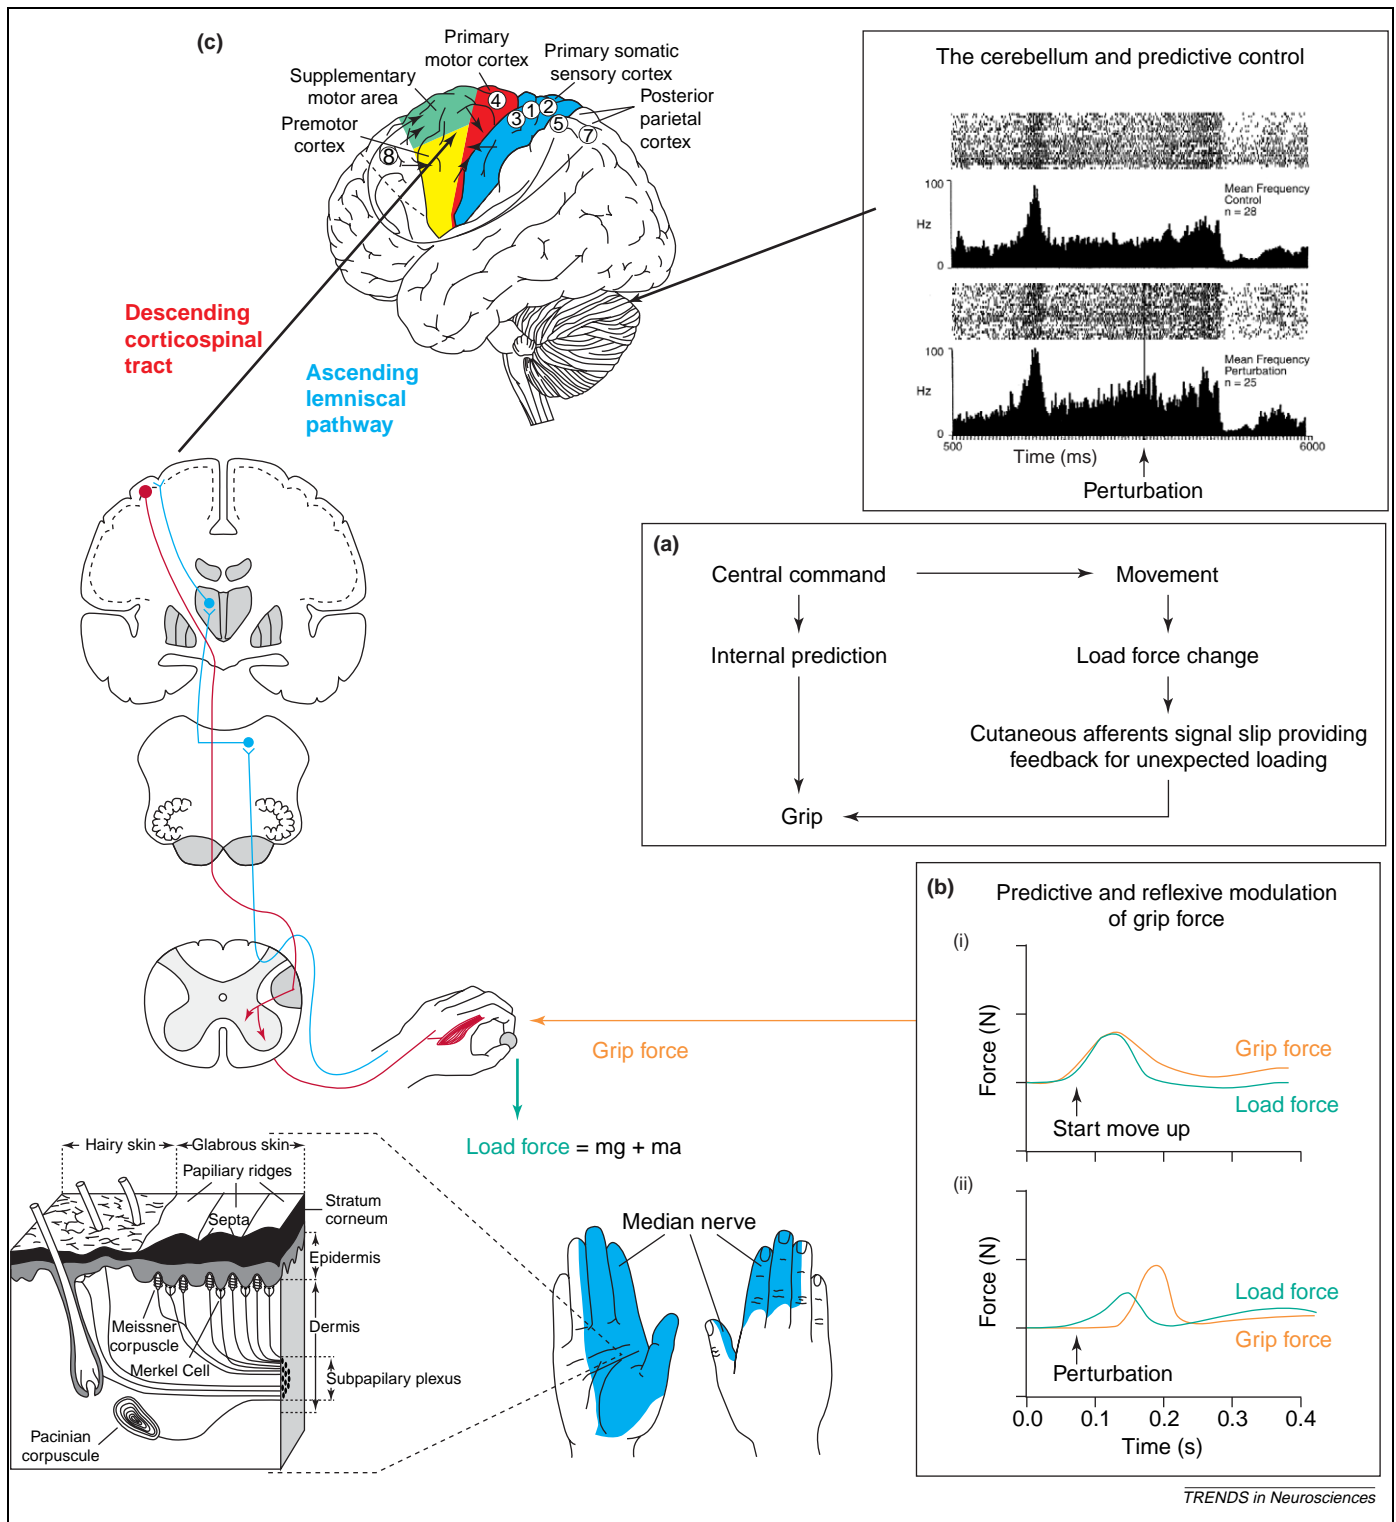 (c)
Primary
motor cortex
Primary somatic
sensory cortex
Supplementary
motor area
Posterior
parietal
cortex
Premotor
cortex
4
3
1
2
5
7
8
Descending
corticospinal
tract
Ascending
lemniscal
pathway
The cerebellum and predictive control
100
Hz
0
Mean Frequency
Control
n = 28
100
Hz
0
Mean Frequency
Perturbation
n = 25
500
6000
Time (ms)
Perturbation
(a)
Central command
Movement
Internal prediction
Load force change
Cutaneous afferents signal slip providing
feedback for unexpected loading
Grip
(b)
Predictive and reflexive modulation
of grip force
(i)
Force (N)
Grip force
Load force
Start move up
(ii)
Force (N)
Load force
Grip force
Perturbation
0.0 0.1 0.2 0.3 0.4
Time (s)
Grip force
Load force = mg + ma
Hairy skin
Glabrous skin
Papiliary ridges
Septa
Stratum
corneum
Epidermis
Meissner
corpuscle
Dermis
Merkel Cell
Subpapilary plexus
Pacinian
corpuscule
Median nerve
TRENDS in Neurosciences